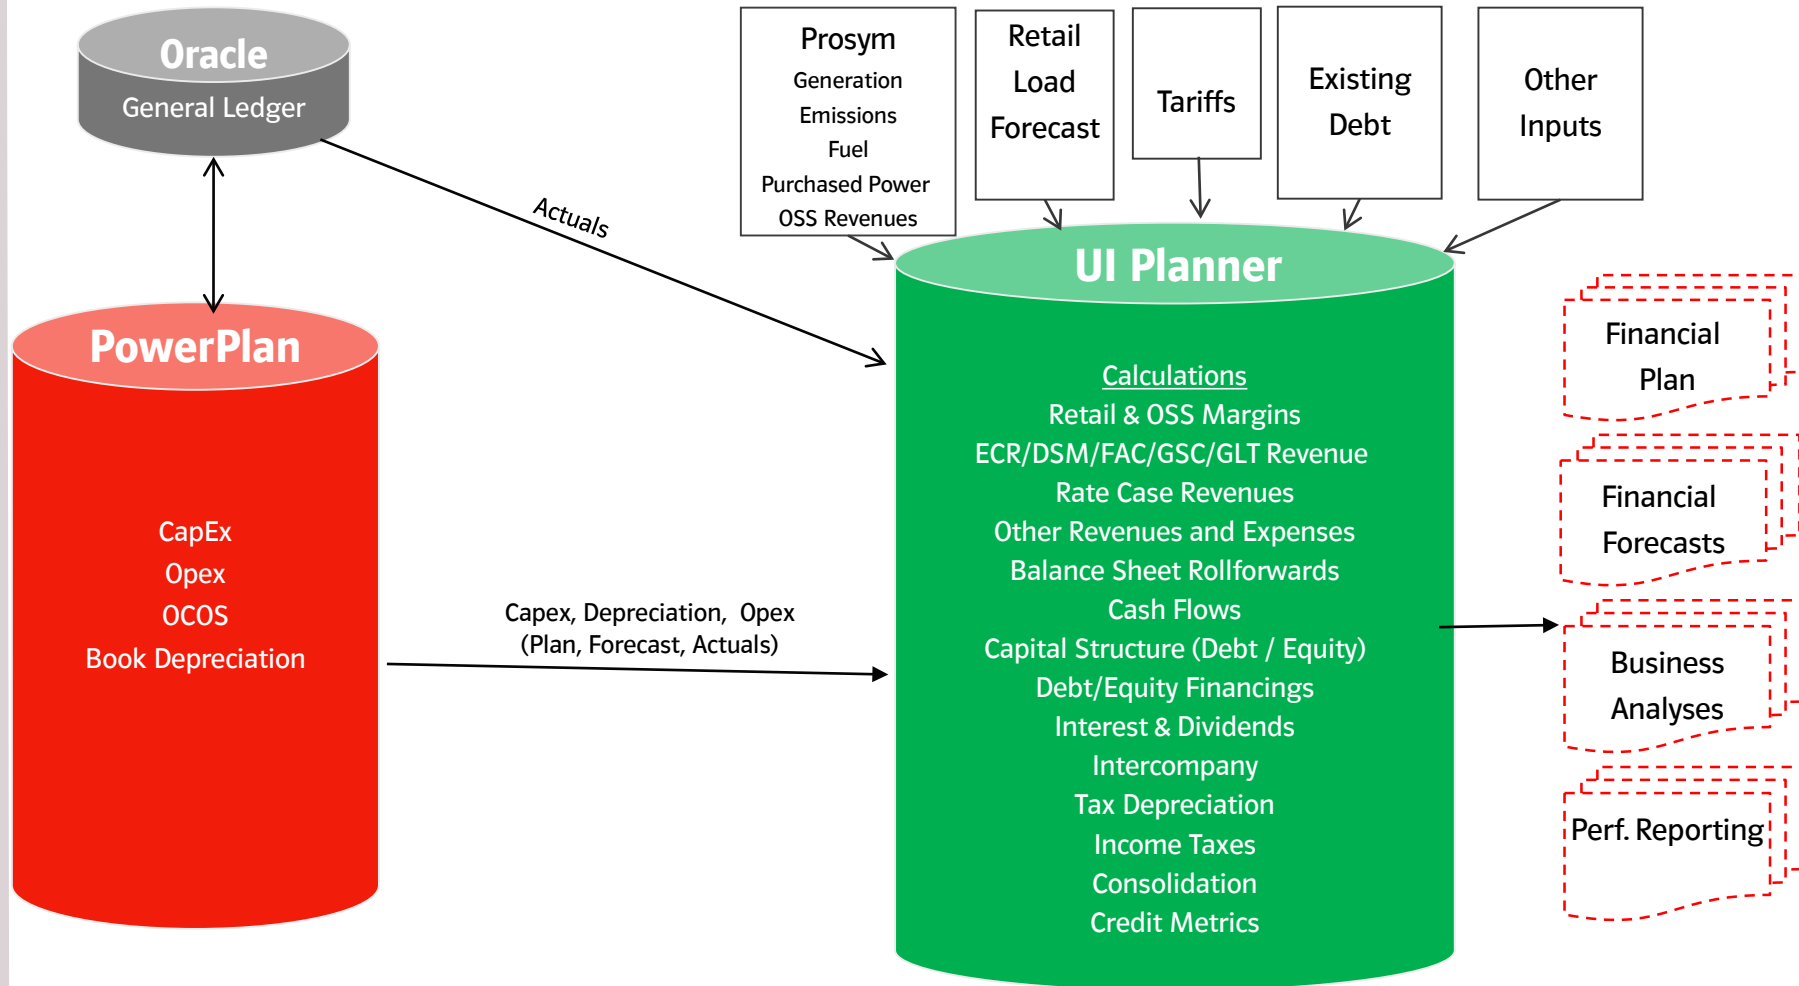 Oracle
General Ledger
Prosym
Generation
Emissions
Fuel
Purchased Power
OSS Revenues
Retail
Load
Forecast
Tariffs
Existing
Debt
Other
Inputs
Actuals
PowerPlan
CapEx
Opex
OCOS
Book Depreciation
Capex, Depreciation, Opex
(Plan, Forecast, Actuals)
UI Planner
Calculations
Retail & OSS Margins
ECR/DSM/FAC/GSC/GLT Revenue
Rate Case Revenues
Other Revenues and Expenses
Balance Sheet Rollforwards
Cash Flows
Capital Structure (Debt / Equity)
Debt/Equity Financings
Interest & Dividends
Intercompany
Tax Depreciation
Income Taxes
Consolidation
Credit Metrics
Financial
Plan
Financial
Forecasts
Business
Analyses
Perf. Reporting